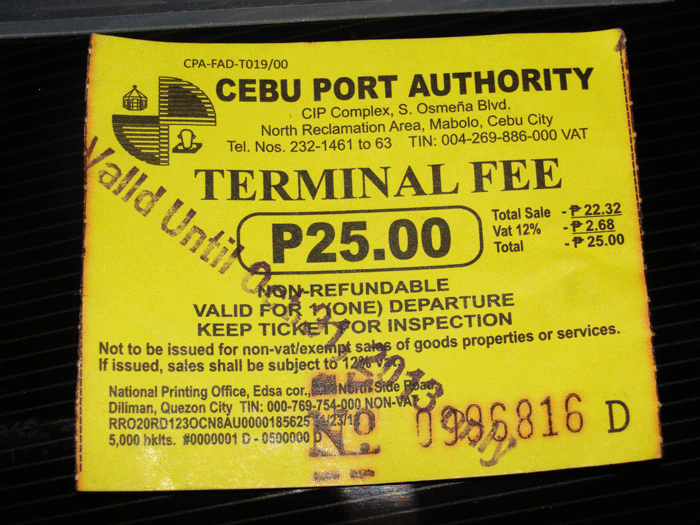 CPA-FAD-T019/00
CEBU PORT AUTHORITY
CIP Complex, S. Osmeña Blvd.
North Reclamation Area, Mabolo, Cebu City
Tel. Nos. 232-1461 to 63 TIN: 004-269-886-000 VAT
TERMINAL FEE
P25.00
Total Sale - ₱ 22.32
Vat 12% - ₱ 2.68
Total - ₱ 25.00
Valid Until Oct 31, 2013 only
NON-REFUNDABLE
VALID FOR 1 (ONE) DEPARTURE
KEEP TICKET FOR INSPECTION
Not to be issued for non-vat/exempt sales of goods properties or services.
If issued, sales shall be subject to 12% Vat
National Printing Office, Edsa cor., North Side Road
Diliman, Quezon City TIN: 000-769-754-000 NON-VAT
RRO20RD123OCN8AU0000185625
5,000 bklts. #0000001 D - 0500000 D
No 0996816 D